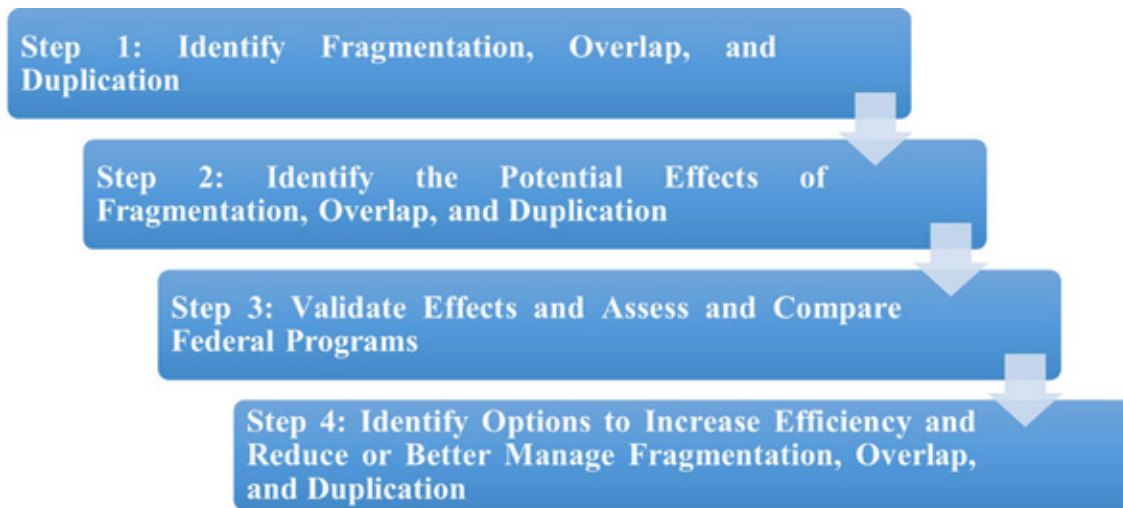 Step 1: Identify Fragmentation, Overlap, and
Duplication
Step 2: Identify the Potential Effects of
Fragmentation, Overlap, and Duplication
Step 3: Validate Effects and Assess and Compare
Federal Programs
Step 4: Identify Options to Increase Efficiency and
Reduce or Better Manage Fragmentation, Overlap,
and Duplication